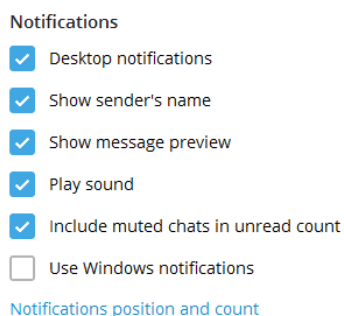 Notifications
Desktop notifications
Show sender's name
Show message preview
Play sound
Include muted chats in unread count
Use Windows notifications
Notifications position and count